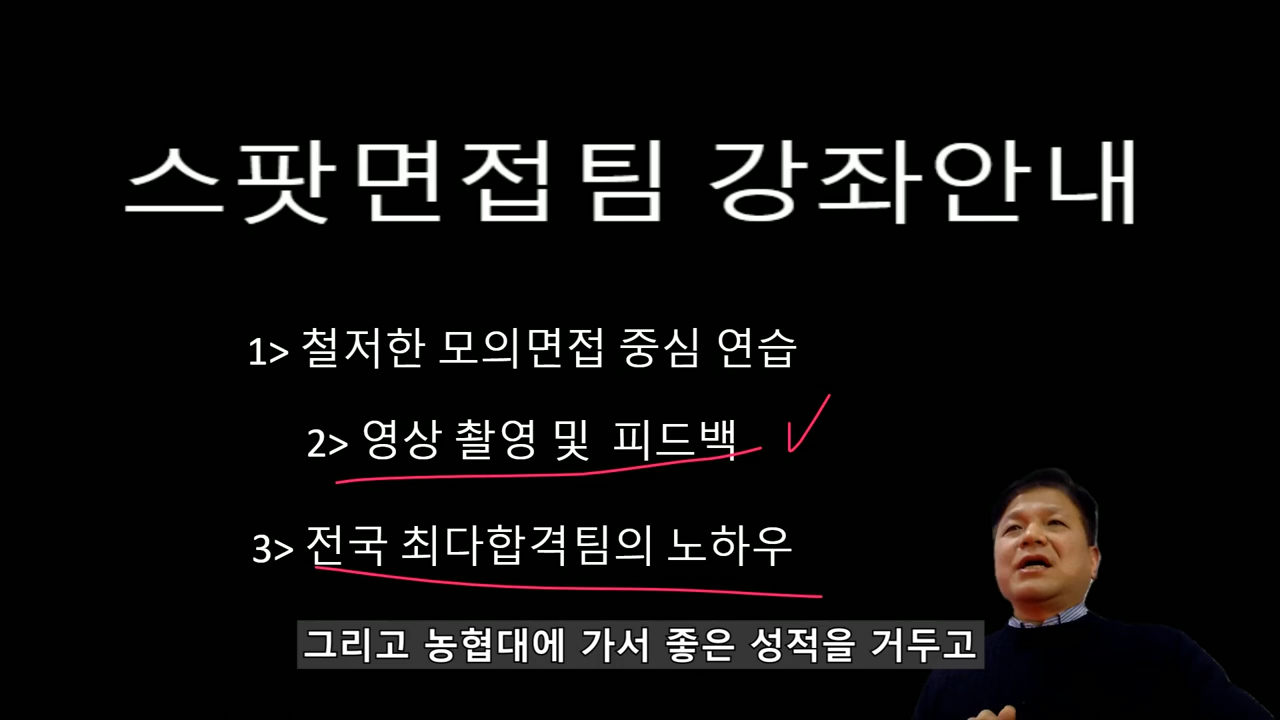 스팟면접팀 강좌안내
1> 철저한 모의면접 중심 연습
2> 영상 촬영 및 피드백
3> 전국 최다합격팀의 노하우
그리고 농협대에 가서 좋은 성적을 거두고